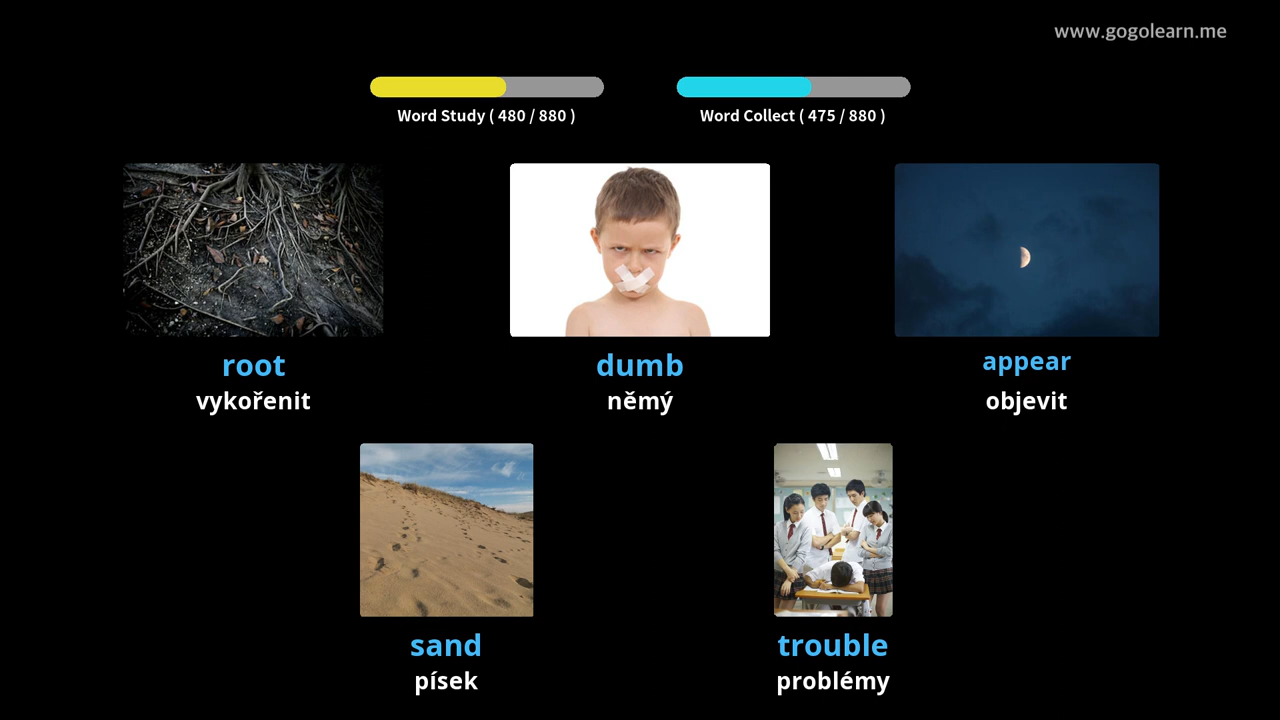 www.gogolearn.me
Word Study ( 480 / 880 )
Word Collect ( 475 / 880 )
root
vykořenit
dumb
němý
appear
objevit
sand
písek
trouble
problémy